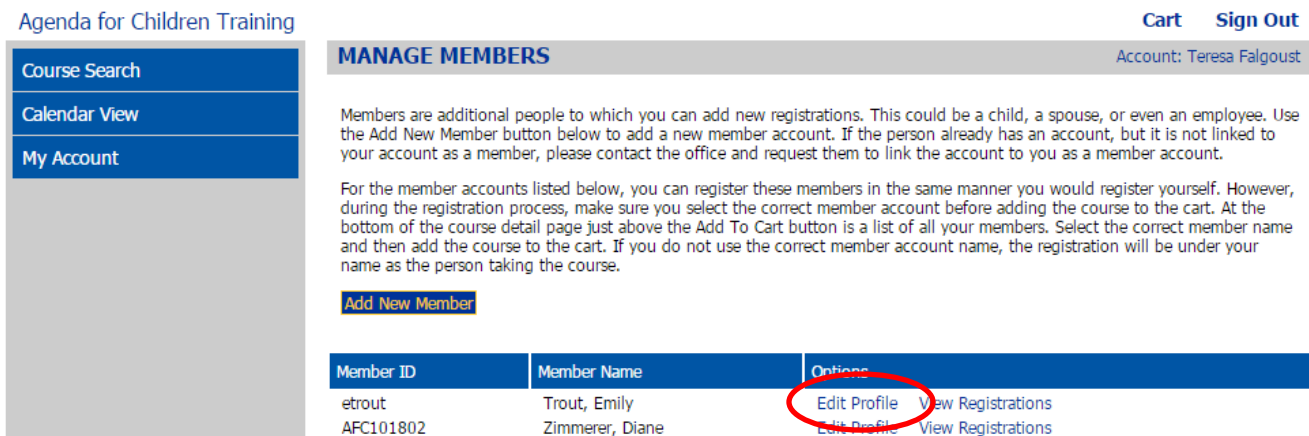 Agenda for Children Training
Cart Sign Out
Course Search
Calendar View
My Account
MANAGE MEMBERS
Account: Teresa Falgoust
Members are additional people to which you can add new registrations. This could be a child, a spouse, or even an employee. Use
the Add New Member button below to add a new member account. If the person already has an account, but it is not linked to
your account as a member, please contact the office and request them to link the account to you as a member account.
For the member accounts listed below, you can register these members in the same manner you would register yourself. However,
during the registration process, make sure you select the correct member account before adding the course to the cart. At the
bottom of the course detail page just above the Add To Cart button is a list of all your members. Select the correct member name
and then add the course to the cart. If you do not use the correct member account name, the registration will be under your
name as the person taking the course.
Add New Member
Member ID Member Name Options
etrout Trout, Emily Edit Profile View Registrations
AFC101802 Zimmerer, Diane Edit Profile View Registrations